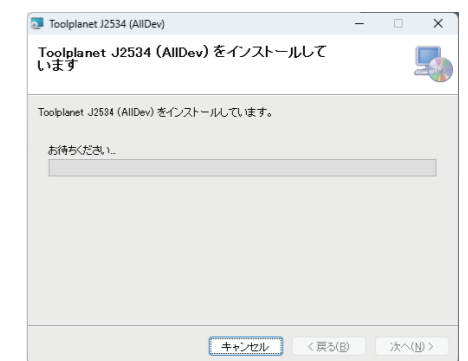 Toolplanet J2534 (AllDev)
Toolplanet J2534 (AllDev) をインストールして
います
Toolplanet J2534 (AllDev) をインストールしています。
お待ちください...
キャンセル
< 戻る(B)
次へ(N) >